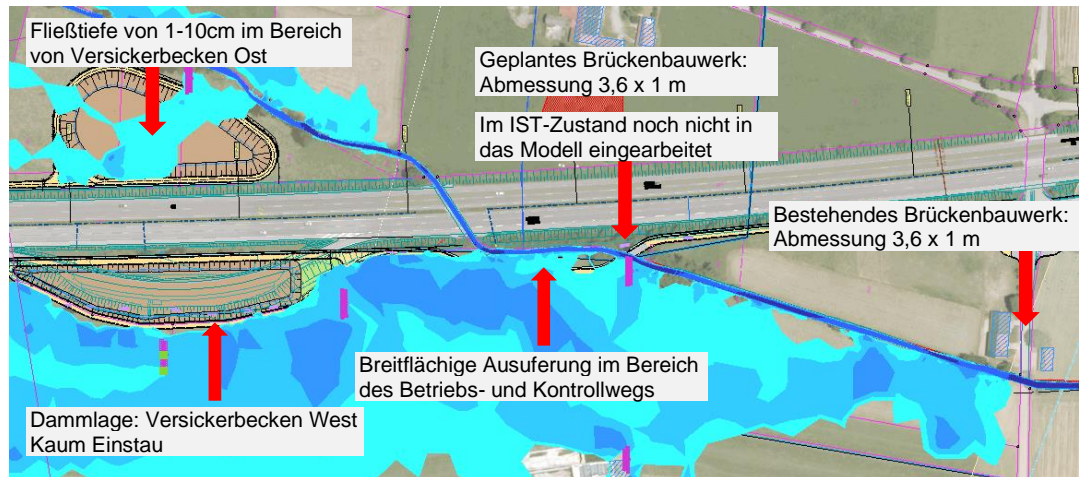 Fließtiefe von 1-10cm im Bereich
von Versickerbecken Ost
Geplantes Brückenbauwerk:
Abmessung 3,6 x 1 m
Im IST-Zustand noch nicht in
das Modell eingearbeitet
Bestehendes Brückenbauwerk:
Abmessung 3,6 x 1 m
Breitflächige Ausuferung im Bereich
des Betriebs- und Kontrollwegs
Dammlage: Versickerbecken West
Kaum Einstau